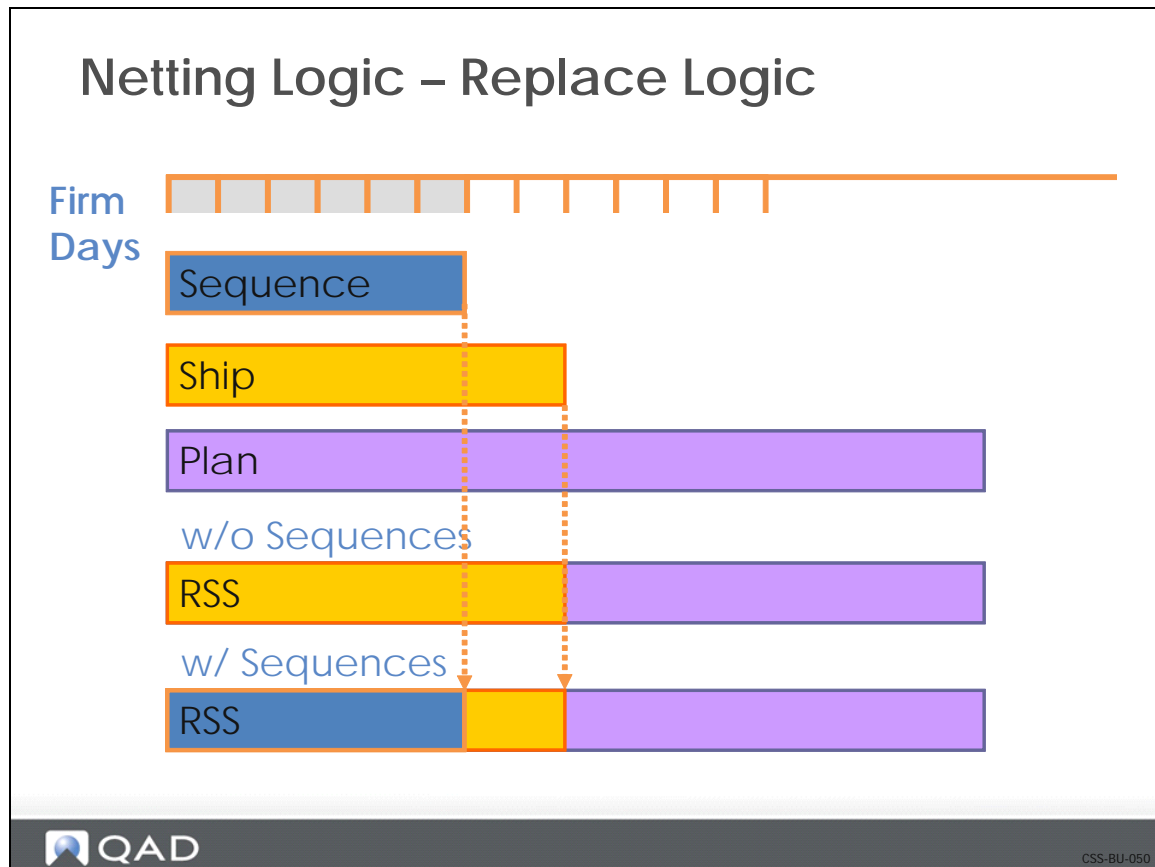 Netting Logic – Replace Logic
Firm
Days
Sequence
Ship
Plan
w/o Sequences
RSS
w/ Sequences
RSS
QAD
CSS-BU-050